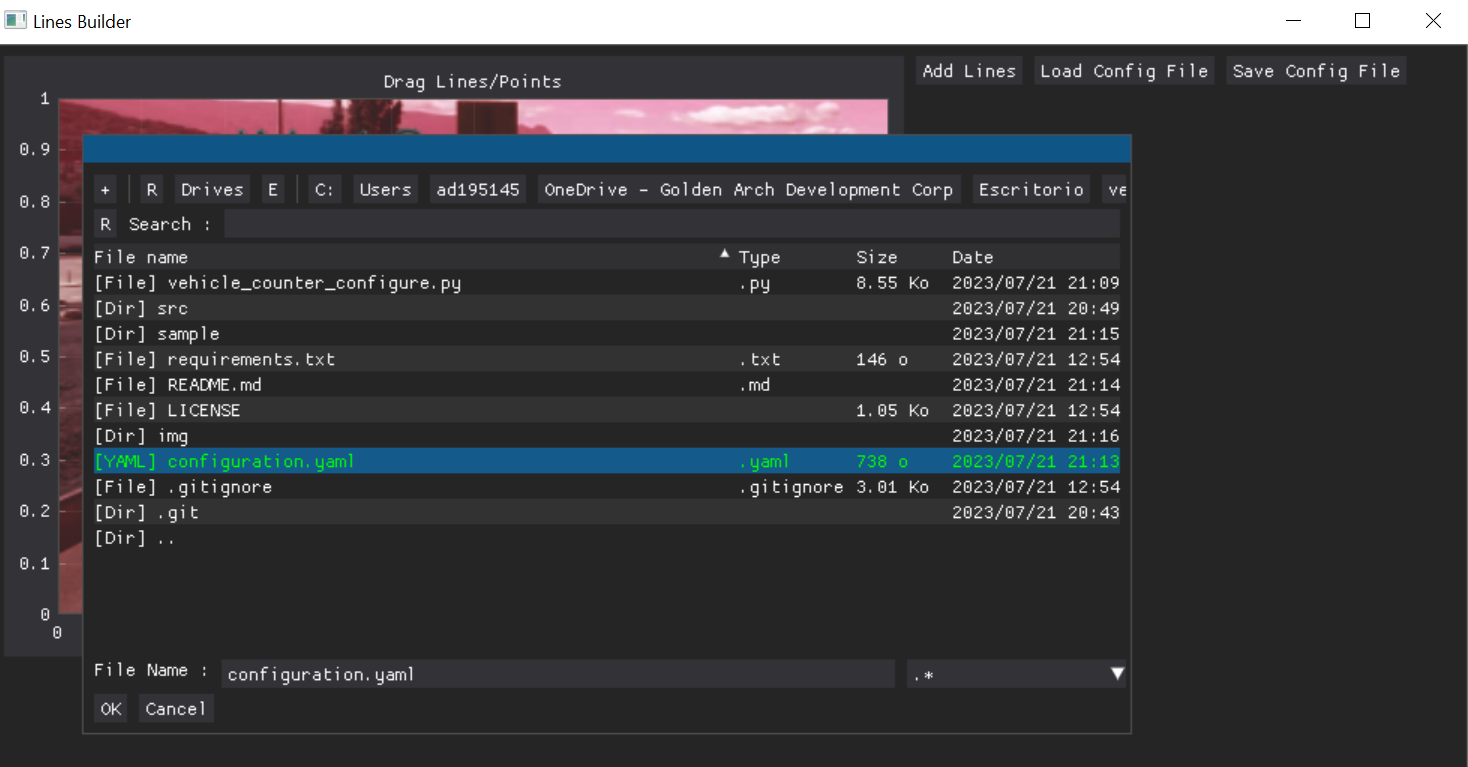 Lines Builder
Add Lines Load Config File Save Config File
Drag Lines/Points
1
0.9
0.8
0.7
0.6
0.5
0.4
0.3
0.2
0.1
0
0
+ R Drives E C: Users ad195145 OneDrive - Golden Arch Development Corp Escritorio ve
R Search :
File name Type Size Date
[File] vehicle_counter_configure.py .py 8.55 Ko 2023/07/21 21:09
[Dir] src 2023/07/21 20:49
[Dir] sample 2023/07/21 21:15
[File] requirements.txt .txt 146 o 2023/07/21 12:54
[File] README.md .md 2023/07/21 21:14
[File] LICENSE 1.05 Ko 2023/07/21 12:54
[Dir] img 2023/07/21 21:16
[YAML] configuration.yaml .yaml 738 o 2023/07/21 21:13
[File] .gitignore .gitignore 3.01 Ko 2023/07/21 12:54
[Dir] .git 2023/07/21 20:43
[Dir] ..
File Name : configuration.yaml .*
OK Cancel